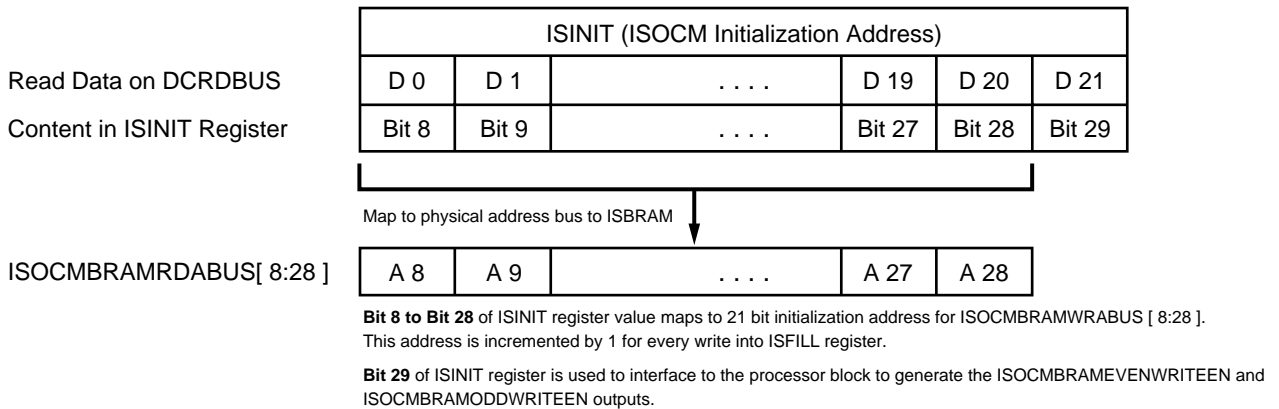 ISINIT (ISOCM Initialization Address)
Read Data on DCRDBUS D 0 D 1 . . . . D 19 D 20 D 21
Content in ISINIT Register Bit 8 Bit 9 . . . . Bit 27 Bit 28 Bit 29
Map to physical address bus to ISBRAM
ISOCMBRAMRDABUS[ 8:28 ] A 8 A 9 . . . . A 27 A 28
Bit 8 to Bit 28 of ISINIT register value maps to 21 bit initialization address for ISOCMBRAMWRABUS [ 8:28 ].
This address is incremented by 1 for every write into ISFILL register.
Bit 29 of ISINIT register is used to interface to the processor block to generate the ISOCMBRAMEVENWRITEEN and
ISOCMBRAMODDWRITEEN outputs.